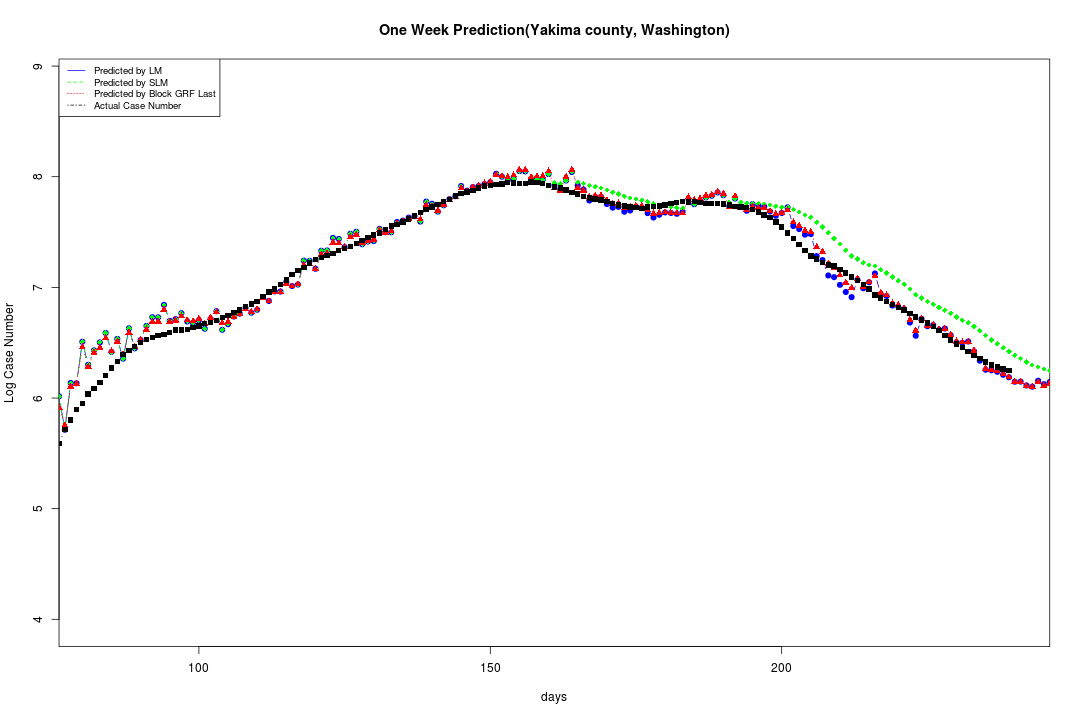 One Week Prediction(Yakima county, Washington)
Predicted by LM
Predicted by SLM
Predicted by Block GRF Last
Actual Case Number
9
8
7
6
5
4
Log Case Number
100 150 200
days